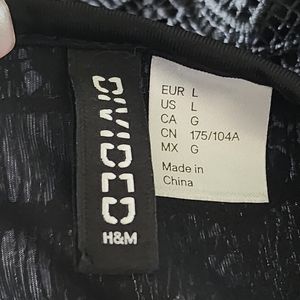 DIVIDED
H&M
EUR L
US L
CA G
CN 175/104A
MX G
Made in
China